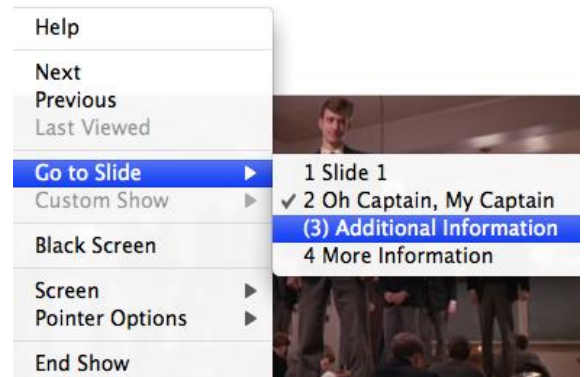 Help
Next
Previous
Last Viewed
Go to Slide
Custom Show
Black Screen
Screen
Pointer Options
End Show
1 Slide 1
✓ 2 Oh Captain, My Captain
(3) Additional Information
4 More Information